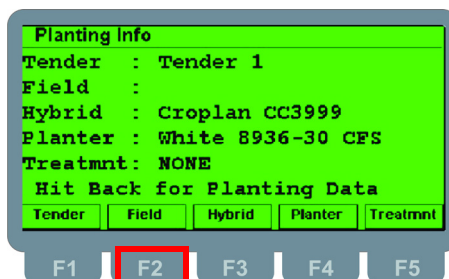 Planting Info
Tender : Tender 1
Field :
Hybrid : Croplan CC3999
Planter : White 8936-30 CFS
Treatmnt: NONE
Hit Back for Planting Data
Tender Field Hybrid Planter Treatmnt
F1 F2 F3 F4 F5